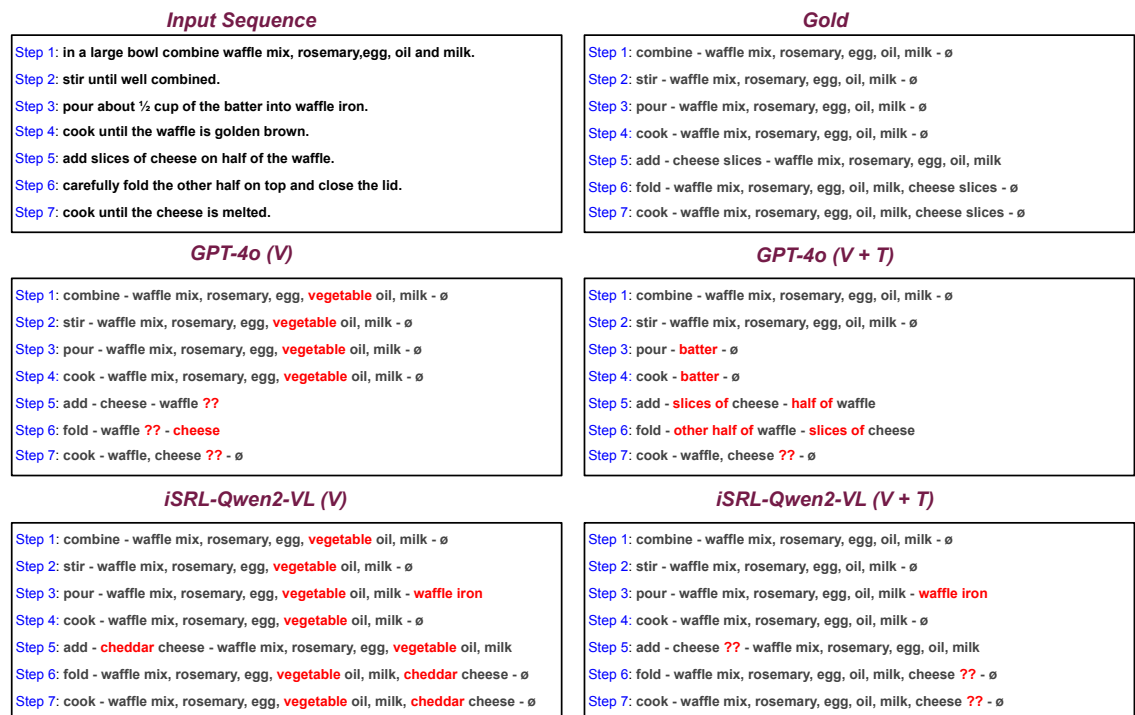 Input Sequence
Step 1: in a large bowl combine waffle mix, rosemary,egg, oil and milk.
Step 2: stir until well combined.
Step 3: pour about ½ cup of the batter into waffle iron.
Step 4: cook until the waffle is golden brown.
Step 5: add slices of cheese on half of the waffle.
Step 6: carefully fold the other half on top and close the lid.
Step 7: cook until the cheese is melted.
Gold
Step 1: combine - waffle mix, rosemary, egg, oil, milk - ø
Step 2: stir - waffle mix, rosemary, egg, oil, milk - ø
Step 3: pour - waffle mix, rosemary, egg, oil, milk - ø
Step 4: cook - waffle mix, rosemary, egg, oil, milk - ø
Step 5: add - cheese slices - waffle mix, rosemary, egg, oil, milk
Step 6: fold - waffle mix, rosemary, egg, oil, milk, cheese slices - ø
Step 7: cook - waffle mix, rosemary, egg, oil, milk, cheese slices - ø
GPT-4o (V)
Step 1: combine - waffle mix, rosemary, egg, vegetable oil, milk - ø
Step 2: stir - waffle mix, rosemary, egg, vegetable oil, milk - ø
Step 3: pour - waffle mix, rosemary, egg, vegetable oil, milk - ø
Step 4: cook - waffle mix, rosemary, egg, vegetable oil, milk - ø
Step 5: add - cheese - waffle ??
Step 6: fold - waffle ?? - cheese
Step 7: cook - waffle, cheese ?? - ø
GPT-4o (V + T)
Step 1: combine - waffle mix, rosemary, egg, oil, milk - ø
Step 2: stir - waffle mix, rosemary, egg, oil, milk - ø
Step 3: pour - batter - ø
Step 4: cook - batter - ø
Step 5: add - slices of cheese - half of waffle
Step 6: fold - other half of waffle - slices of cheese
Step 7: cook - waffle, cheese ?? - ø
iSRL-Qwen2-VL (V)
Step 1: combine - waffle mix, rosemary, egg, vegetable oil, milk - ø
Step 2: stir - waffle mix, rosemary, egg, vegetable oil, milk - ø
Step 3: pour - waffle mix, rosemary, egg, vegetable oil, milk - waffle iron
Step 4: cook - waffle mix, rosemary, egg, vegetable oil, milk - ø
Step 5: add - cheddar cheese - waffle mix, rosemary, egg, vegetable oil, milk
Step 6: fold - waffle mix, rosemary, egg, vegetable oil, milk, cheddar cheese - ø
Step 7: cook - waffle mix, rosemary, egg, vegetable oil, milk, cheddar cheese - ø
iSRL-Qwen2-VL (V + T)
Step 1: combine - waffle mix, rosemary, egg, oil, milk - ø
Step 2: stir - waffle mix, rosemary, egg, oil, milk - ø
Step 3: pour - waffle mix, rosemary, egg, oil, milk - waffle iron
Step 4: cook - waffle mix, rosemary, egg, oil, milk - ø
Step 5: add - cheese ?? - waffle mix, rosemary, egg, oil, milk
Step 6: fold - waffle mix, rosemary, egg, oil, milk, cheese ?? - ø
Step 7: cook - waffle mix, rosemary, egg, oil, milk, cheese ?? - ø